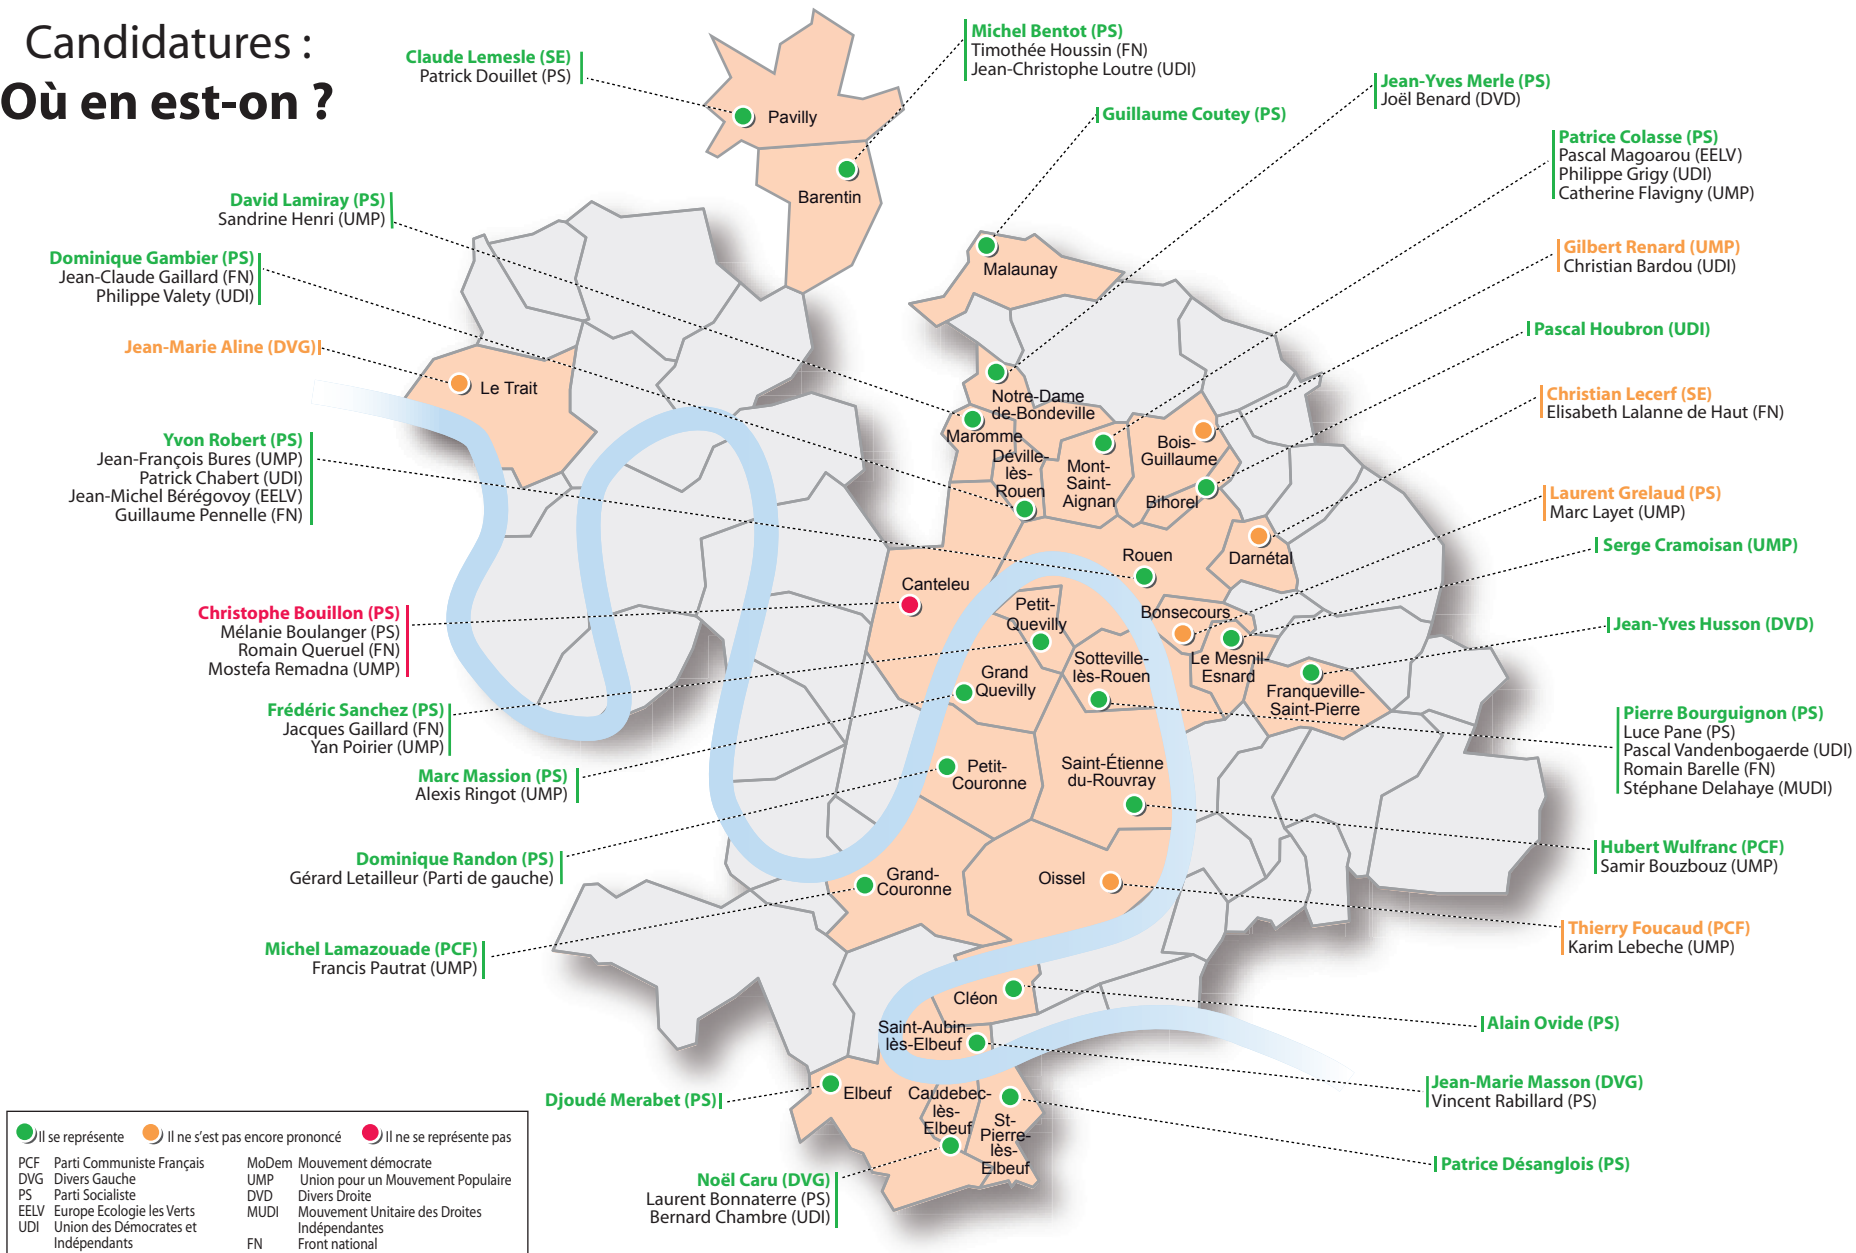 Candidatures :
Où en est-on ?
Claude Lemesle (SE)
Patrick Douillet (PS)
Michel Bentot (PS)
Timothée Houssin (FN)
Jean-Christophe Loutre (UDI)
Guillaume Coutey (PS)
Jean-Yves Merle (PS)
Joël Benard (DVD)
Patrice Colasse (PS)
Pascal Magoarou (EELV)
Philippe Grigy (UDI)
Catherine Flavigny (UMP)
Gilbert Renard (UMP)
Christian Bardou (UDI)
Pascal Houbron (UDI)
Christian Lecerf (SE)
Elisabeth Lalanne de Haut (FN)
Laurent Grelaud (PS)
Marc Layet (UMP)
Serge Cramoisan (UMP)
Jean-Yves Husson (DVD)
Pierre Bourguignon (PS)
Luce Pane (PS)
Pascal Vandenbogaerde (UDI)
Romain Barelle (FN)
Stéphane Delahaye (MUDI)
Hubert Wulfranc (PCF)
Samir Bouzbouz (UMP)
Thierry Foucaud (PCF)
Karim Lebeche (UMP)
Alain Ovide (PS)
Jean-Marie Masson (DVG)
Vincent Rabillard (PS)
Patrice Désanglois (PS)
David Lamiray (PS)
Sandrine Henri (UMP)
Dominique Gambier (PS)
Jean-Claude Gaillard (FN)
Philippe Valety (UDI)
Jean-Marie Aline (DVG)
Yvon Robert (PS)
Jean-François Bures (UMP)
Patrick Chabert (UDI)
Jean-Michel Bérégovoy (EELV)
Guillaume Pennelle (FN)
Christophe Bouillon (PS)
Mélanie Boulanger (PS)
Romain Queruel (FN)
Mostefa Remadna (UMP)
Frédéric Sanchez (PS)
Jacques Gaillard (FN)
Yan Poirier (UMP)
Marc Massion (PS)
Alexis Ringot (UMP)
Dominique Randon (PS)
Gérard Letailleur (Parti de gauche)
Michel Lamazouade (PCF)
Francis Pautrat (UMP)
Djoudé Merabet (PS)
Noël Caru (DVG)
Laurent Bonnaterre (PS)
Bernard Chambre (UDI)
Pavilly
Barentin
Malaunay
Le Trait
Notre-Dame
de-Bondeville
Maromme
Déville-
lès-
Rouen
Mont-
Saint-
Aignan
Bois-
Guillaume
Bihorel
Rouen
Darnétal
Canteleu
Petit-
Quevilly
Bonsecours
Le Mesnil-
Esnard
Sotteville-
lès-Rouen
Grand
Quevilly
Franqueville-
Saint-Pierre
Petit-
Couronne
Saint-Étienne
du-Rouvray
Grand-
Couronne
Oissel
Cléon
Saint-Aubin-
lès-Elbeuf
Elbeuf
Caudebec-
lès-
Elbeuf
St-
Pierre-
lès-
Elbeuf
Il se représente
Il ne s'est pas encore prononcé
Il ne se représente pas
PCF Parti Communiste Français
DVG Divers Gauche
PS Parti Socialiste
EELV Europe Ecologie les Verts
UDI Union des Démocrates et
Indépendants
MoDem Mouvement démocrate
UMP Union pour un Mouvement Populaire
DVD Divers Droite
MUDI Mouvement Unitaire des Droites
Indépendantes
FN Front national